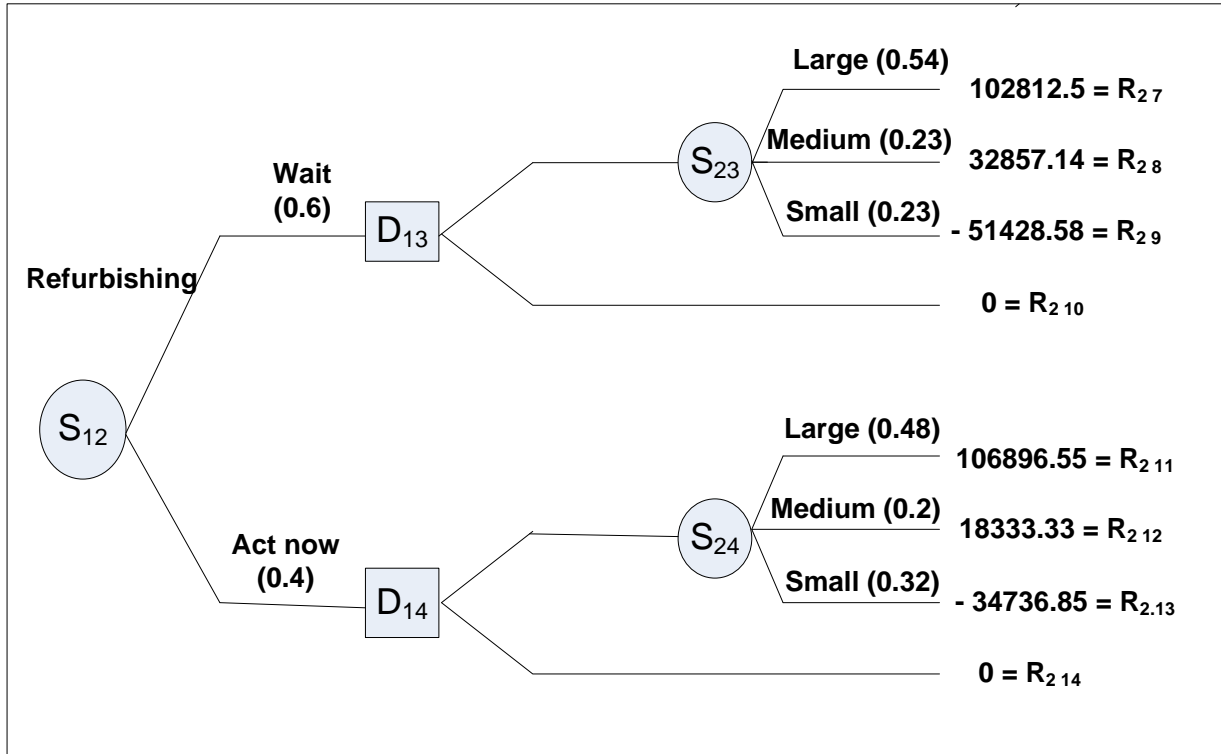 Large (0.54)
102812.5 = R2 7
Medium (0.23)
S23
32857.14 = R2 8
Wait
(0.6)
Small (0.23)
D13
- 51428.58 = R2 9
Refurbishing
0 = R2 10
S12
Large (0.48)
106896.55 = R2 11
Medium (0.2)
S24
18333.33 = R2 12
Act now
(0.4)
Small (0.32)
D14
- 34736.85 = R2.13
0 = R2 14